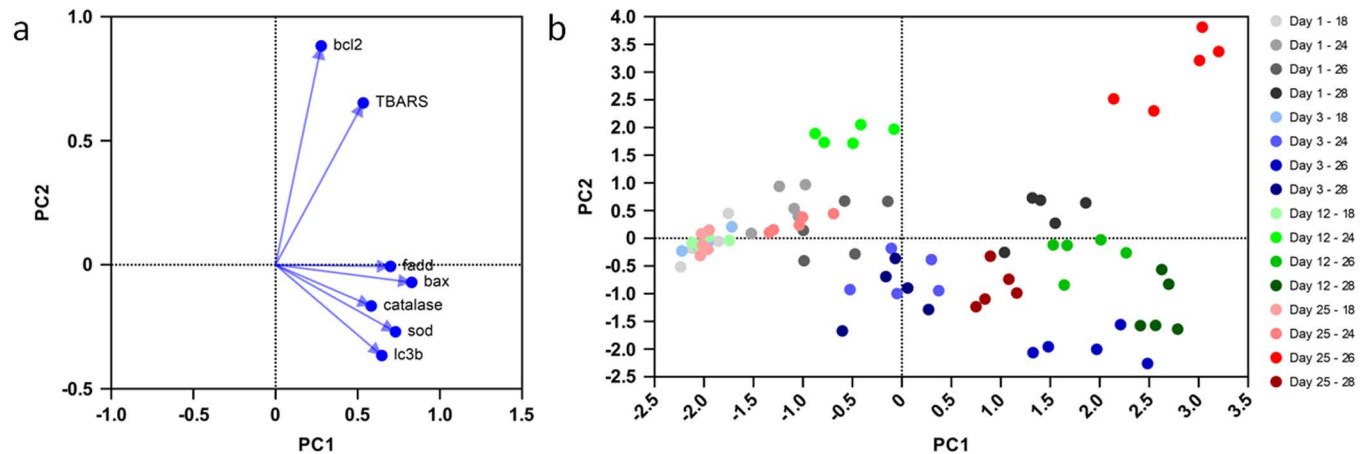 a
1.0
bcl2
TBARS
0.5
PC2
0
fadd
bax
catalase
sod
lc3b
-0.5
-1.0
-0.5
0
0.5
1.0
1.5
PC1
b
4.0
3.5
3.0
2.5
2.0
1.5
1.0
0.5
0
-0.5
-1.0
-1.5
-2.0
-2.5
PC2
-2.5
-2.0
-1.5
-1.0
-0.5
0
0.5
1.0
1.5
2.0
2.5
3.0
3.5
PC1
Day 1 - 18
Day 1 - 24
Day 1 - 26
Day 1 - 28
Day 3 - 18
Day 3 - 24
Day 3 - 26
Day 3 - 28
Day 12 - 18
Day 12 - 24
Day 12 - 26
Day 12 - 28
Day 25 - 18
Day 25 - 24
Day 25 - 26
Day 25 - 28